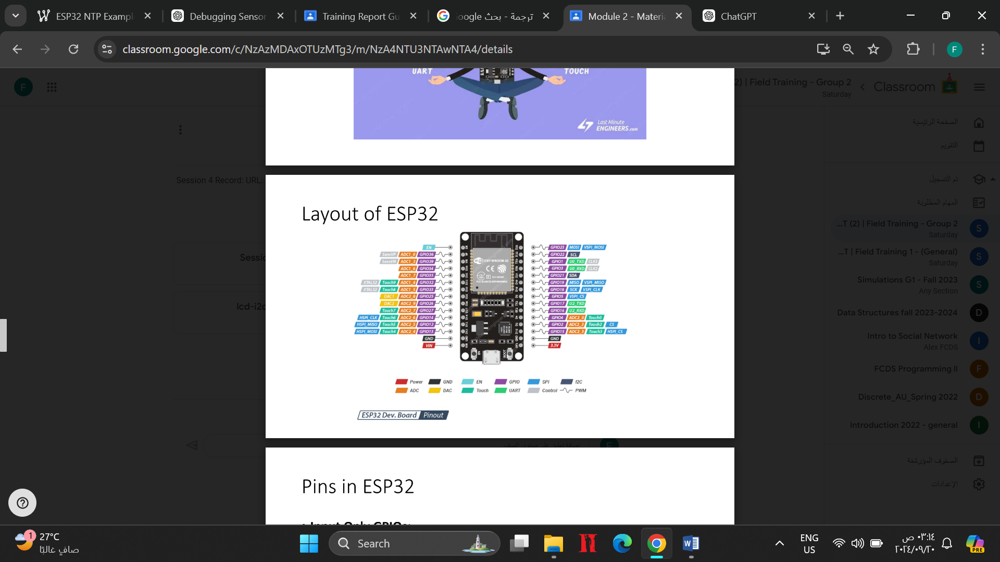 ESP32 NTP Exampl
Debugging Sensor
Training Report Gu
ترجمة - بحث Google
Module 2 - Materia
ChatGPT
classroom.google.com/c/NzAzMDAxOTUzMTg3/m/NzA4NTU3NTAwNTA4/details
F
F
UART
TOUCH
Last Minute
ENGINEERS.com
2) | Field Training - Group 2
Saturday
Classroom
Session 4 Record: URL:
Sessio
lcd-i2c
Layout of ESP32
EN
SensVP ADC1_0 GPIO36
SensVN ADC1_3 GPIO39
ADC1_6 GPIO34
ADC1_7 GPIO35
XTAL32 Touch9 ADC1_4 GPIO32
XTAL32 Touch8 ADC1_5 GPIO33
DAC1 ADC2_8 GPIO25
DAC2 ADC2_9 GPIO26
Touch7 ADC2_7 GPIO27
HSPI_CLK Touch6 ADC2_6 GPIO14
HSPI_MISO Touch5 ADC2_5 GPIO12
HSPI_MOSI Touch4 ADC2_4 GPIO13
GND
VIN
ESP-WROOM-32
EN
BOOT
GPIO23 MOSI VSPI_MOSI
GPIO22 SCL
GPIO1 U0_TXD CLK3
GPIO3 U0_RXD CLK2
GPIO21 SDA
GPIO19 MISO VSPI_MISO
GPIO18 SCK VSPI_CLK
GPIO5 VSPI_CS
GPIO17 U2_TXD
GPIO16 U2_RXD
GPIO4 ADC2_0 Touch0
GPIO2 ADC2_2 Touch2 CS
GPIO15 ADC2_3 Touch3 HSPI_CS
GND
3.3V
Power GND EN GPIO SPI I2C
ADC DAC Touch UART Control PWM
ESP32 Dev. Board Pinout
Pins in ESP32
• Input Only GPIOs:
الصفحة الرئيسية
التقويم
تم التسجيل
المهام المطلوبة
...T (2) | Field Training - Group 2
Saturday
S
...T | Field Training 1 - (General)
Saturday
S
Simulations G1 - Fall 2023
Any Section
S
Data Structures fall 2023-2024
D
Intro to Social Network
Alex FCDS
I
FCDS Programming II
F
Discrete_AU_Spring 2022
D
Introduction 2022 - general
I
الصفوف المؤرشفة
الإعدادات
1
27°C
صافٍ غالبًا
Search
W
ENG
US
٠٣:١٤ ص
٢٠٢٤/٠٩/٢٠
PRE